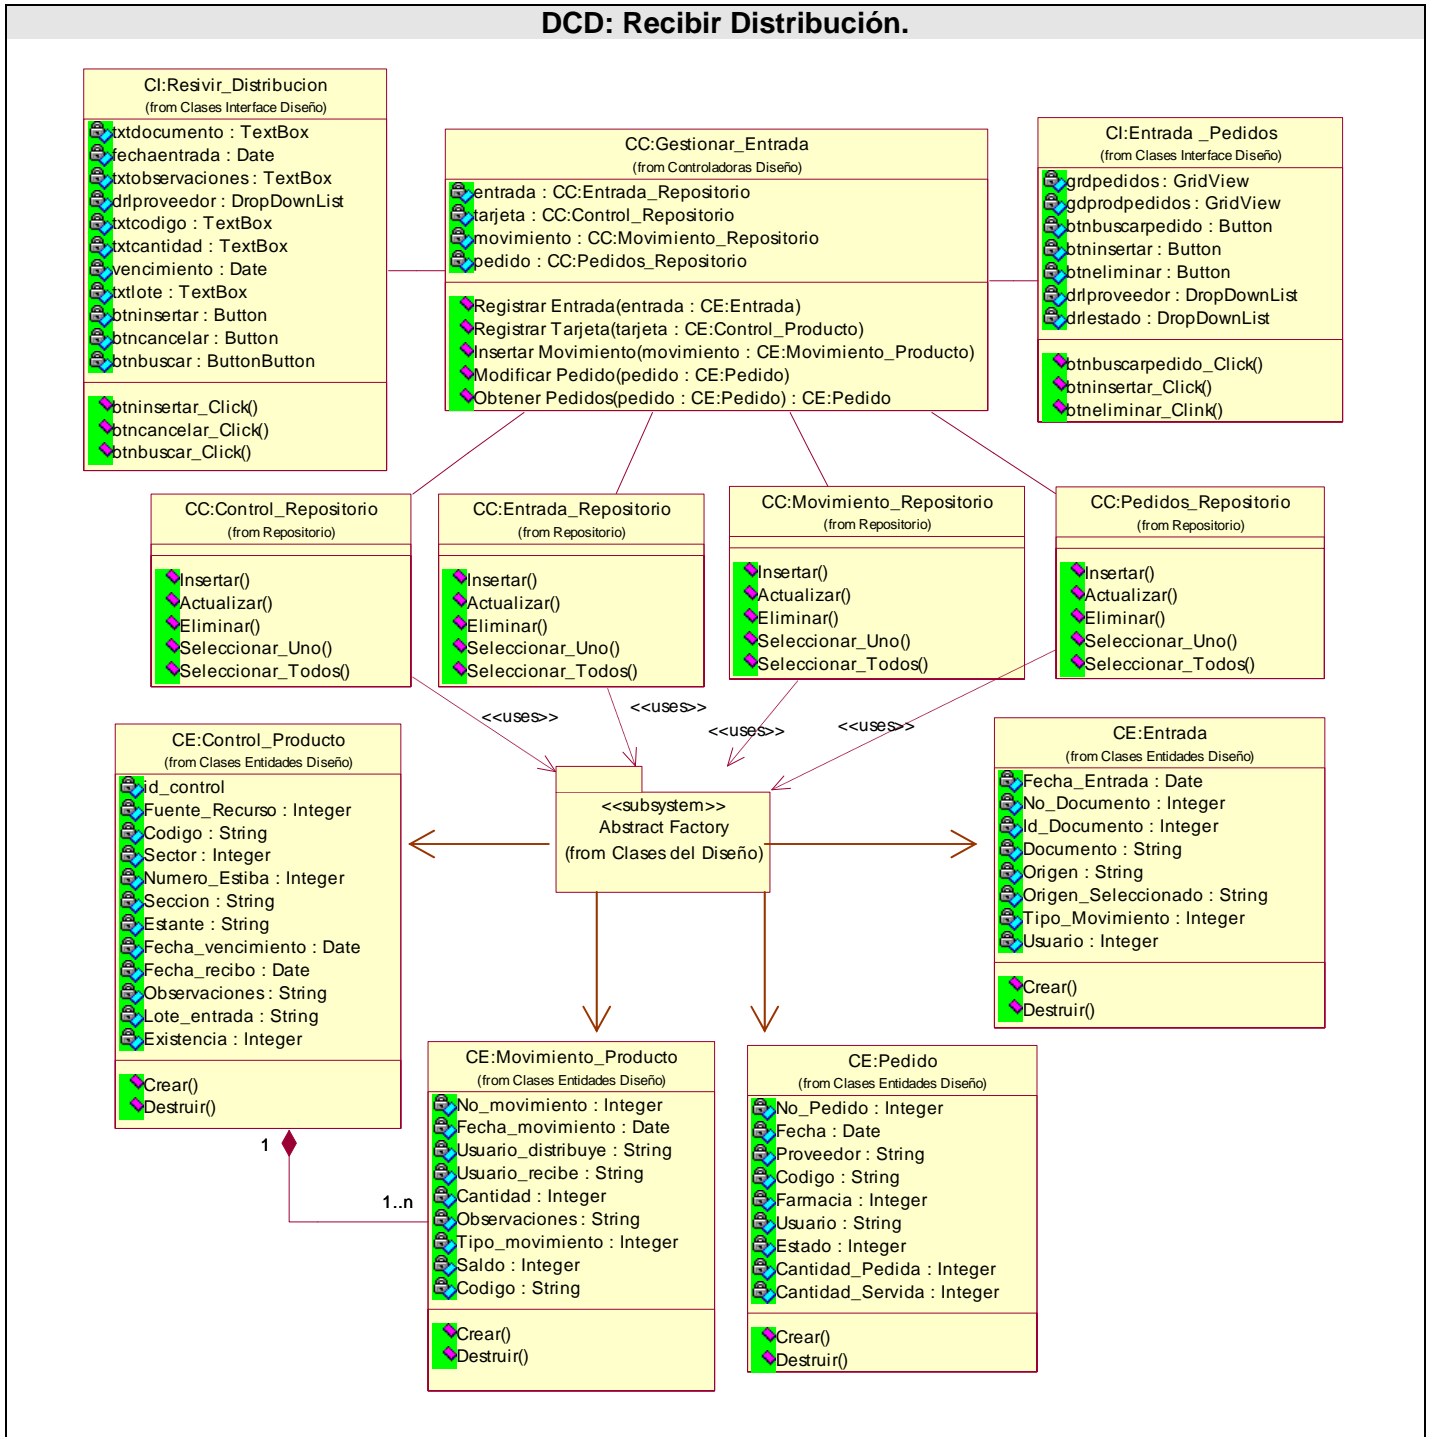 DCD: Recibir Distribución.
CI:Resivir_Distribucion
(from Clases Interface Diseño)
txtdocumento : TextBox
fechaentrada : Date
txtobservaciones : TextBox
drlproveedor : DropDownList
txtcodigo : TextBox
txtcantidad : TextBox
vencimiento : Date
txtlote : TextBox
btninsertar : Button
btncancelar : Button
btnbuscar : ButtonButton
btninsertar_Click()
btncancelar_Click()
btnbuscar_Click()
CC:Gestionar_Entrada
(from Controladoras Diseño)
entrada : CC:Entrada_Repositorio
tarjeta : CC:Control_Repositorio
movimiento : CC:Movimiento_Repositorio
pedido : CC:Pedidos_Repositorio
Registrar Entrada(entrada : CE:Entrada)
Registrar Tarjeta(tarjeta : CE:Control_Producto)
Insertar Movimiento(movimiento : CE:Movimiento_Producto)
Modificar Pedido(pedido : CE:Pedido)
Obtener Pedidos(pedido : CE:Pedido) : CE:Pedido
CI:Entrada _Pedidos
(from Clases Interface Diseño)
grdpedidos : GridView
gdprodpedidos : GridView
btnbuscarpedido : Button
btninsertar : Button
btneliminar : Button
drlproveedor : DropDownList
drlestado : DropDownList
btnbuscarpedido_Click()
btninsertar_Click()
btneliminar_Clink()
CC:Control_Repositorio
(from Repositorio)
Insertar()
Actualizar()
Eliminar()
Seleccionar_Uno()
Seleccionar_Todos()
CC:Entrada_Repositorio
(from Repositorio)
Insertar()
Actualizar()
Eliminar()
Seleccionar_Uno()
Seleccionar_Todos()
CC:Movimiento_Repositorio
(from Repositorio)
Insertar()
Actualizar()
Eliminar()
Seleccionar_Uno()
Seleccionar_Todos()
CC:Pedidos_Repositorio
(from Repositorio)
Insertar()
Actualizar()
Eliminar()
Seleccionar_Uno()
Seleccionar_Todos()
<<uses>>
<<uses>>
<<uses>>
<<uses>>
CE:Control_Producto
(from Clases Entidades Diseño)
id_control
Fuente_Recurso : Integer
Codigo : String
Sector : Integer
Numero_Estiba : Integer
Seccion : String
Estante : String
Fecha_vencimiento : Date
Fecha_recibo : Date
Observaciones : String
Lote_entrada : String
Existencia : Integer
Crear()
Destruir()
<<subsystem>>
Abstract Factory
(from Clases del Diseño)
CE:Entrada
(from Clases Entidades Diseño)
Fecha_Entrada : Date
No_Documento : Integer
Id_Documento : Integer
Documento : String
Origen : String
Origen_Seleccionado : String
Tipo_Movimiento : Integer
Usuario : Integer
Crear()
Destruir()
1
1..n
CE:Movimiento_Producto
(from Clases Entidades Diseño)
No_movimiento : Integer
Fecha_movimiento : Date
Usuario_distribuye : String
Usuario_recibe : String
Cantidad : Integer
Observaciones : String
Tipo_movimiento : Integer
Saldo : Integer
Codigo : String
Crear()
Destruir()
CE:Pedido
(from Clases Entidades Diseño)
No_Pedido : Integer
Fecha : Date
Proveedor : String
Codigo : String
Farmacia : Integer
Usuario : String
Estado : Integer
Cantidad_Pedida : Integer
Cantidad_Servida : Integer
Crear()
Destruir()